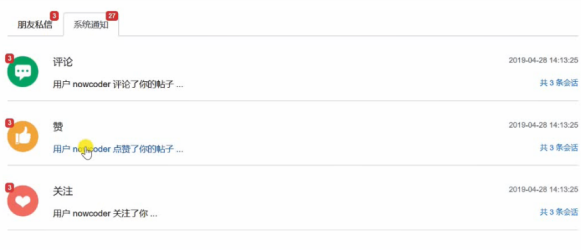 朋友私信 3 系统通知 27
3 评论 2019-04-28 14:13:25
用户 nowcoder 评论了你的帖子 ... 共 3 条会话
3 赞 2019-04-28 14:13:25
用户 nowcoder 点赞了你的帖子 ... 共 3 条会话
3 关注 2019-04-28 14:13:25
用户 nowcoder 关注了你 ... 共 3 条会话